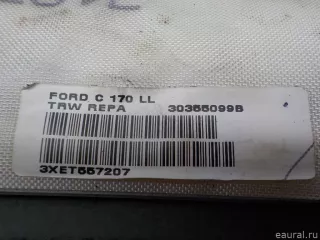 FORD C 170 LL
TRW REPA 30355099B
3XET557207
eaural.ru